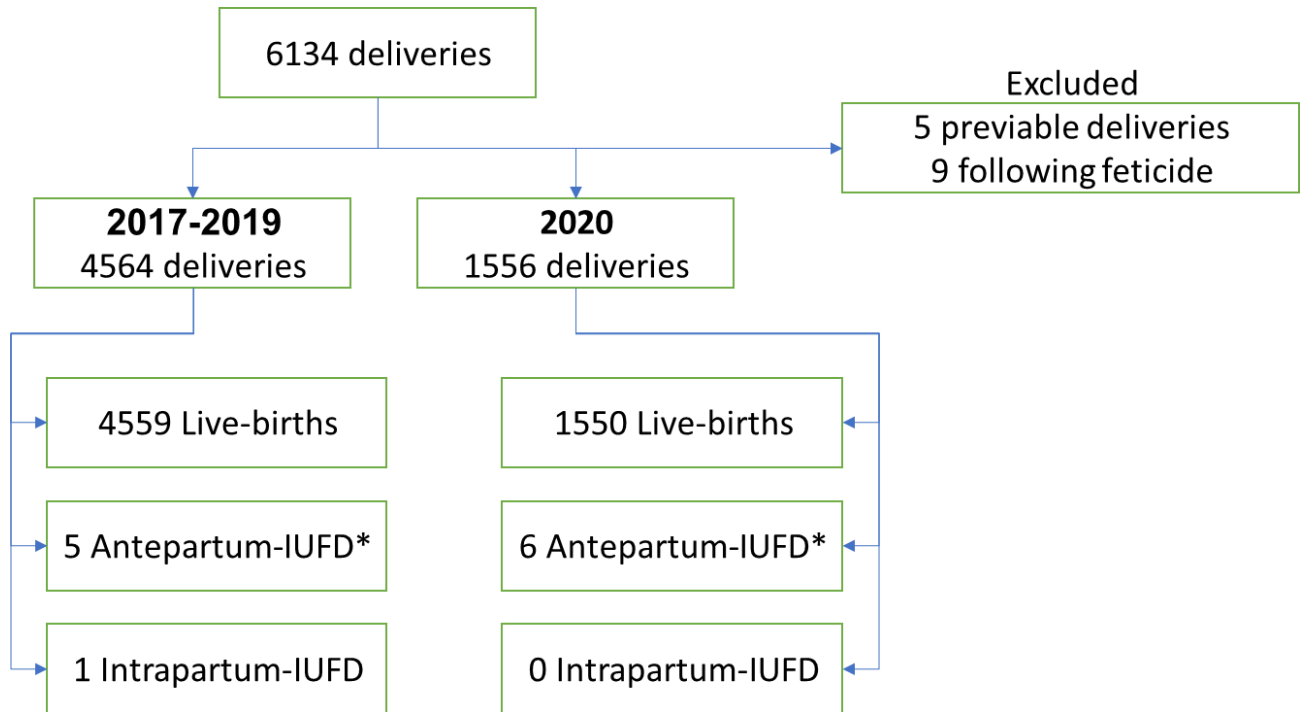 6134 deliveries
Excluded
5 previable deliveries
9 following feticide
2017-2019
4564 deliveries
2020
1556 deliveries
4559 Live-births
1550 Live-births
5 Antepartum-IUFD*
6 Antepartum-IUFD*
1 Intrapartum-IUFD
0 Intrapartum-IUFD